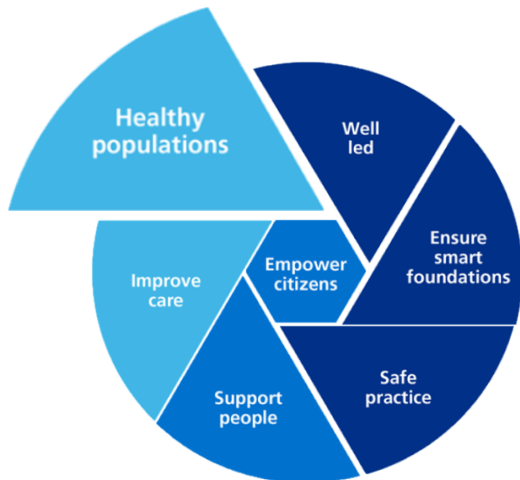 Healthy
populations
Well
led
Ensure
smart
foundations
Empower
citizens
Improve
care
Safe
practice
Support
people